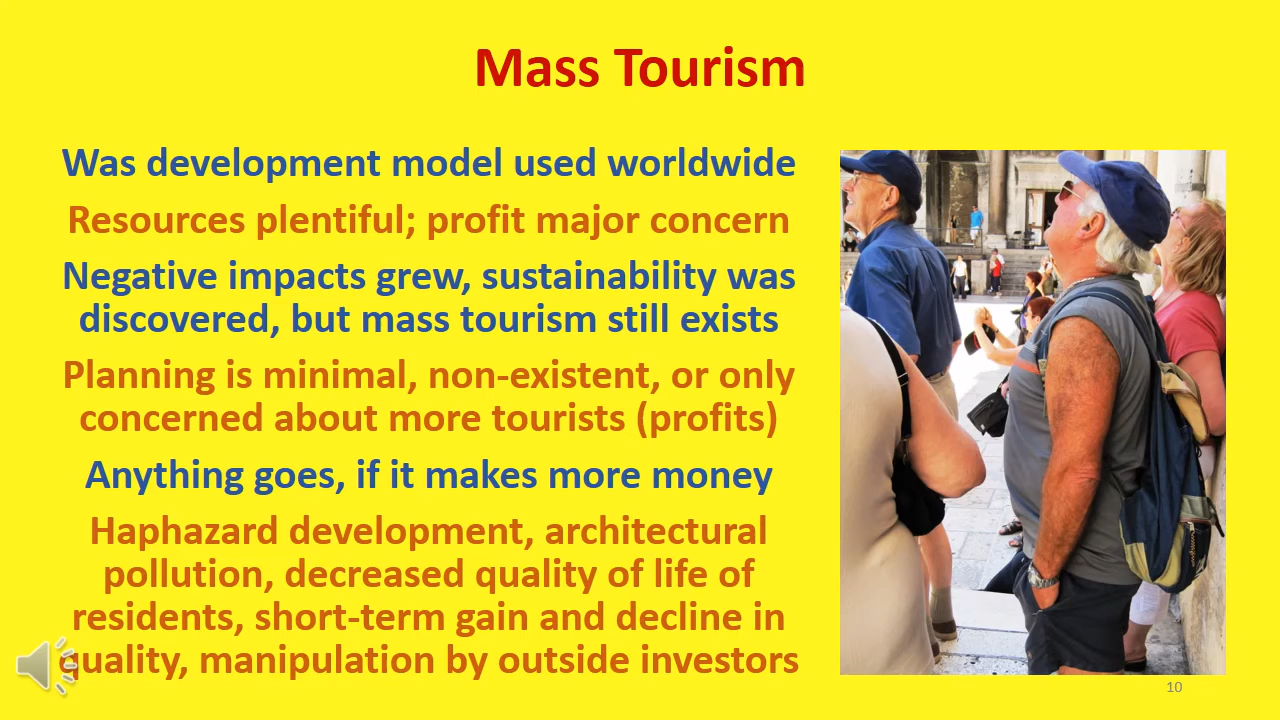 Mass Tourism
Was development model used worldwide
Resources plentiful; profit major concern
Negative impacts grew, sustainability was
discovered, but mass tourism still exists
Planning is minimal, non-existent, or only
concerned about more tourists (profits)
Anything goes, if it makes more money
Haphazard development, architectural
pollution, decreased quality of life of
residents, short-term gain and decline in
quality, manipulation by outside investors
10